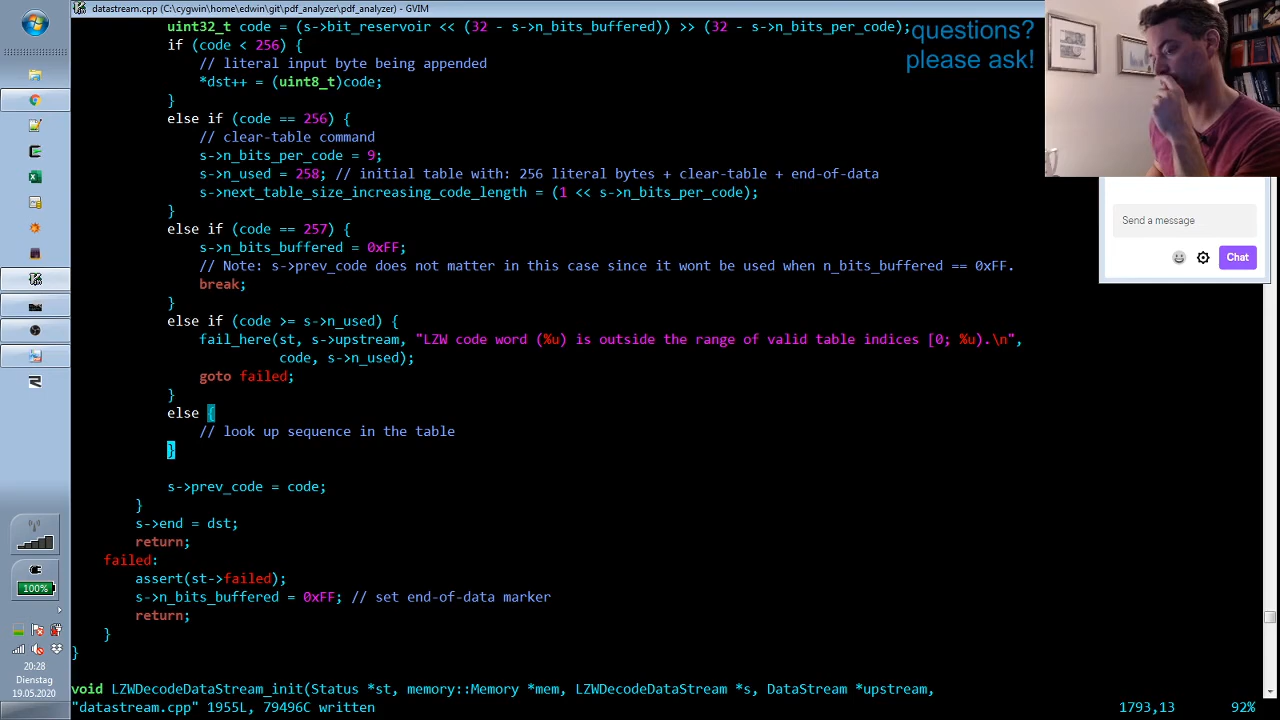 datastream.cpp (C:\cygwin\home\edwin\git\pdf_analyzer\pdf_analyzer) - GVIM
uint32_t code = (s->bit_reservoir << (32 - s->n_bits_buffered)) >> (32 - s->n_bits_per_code);
if (code < 256) {
// literal input byte being appended
*dst++ = (uint8_t)code;
}
else if (code == 256) {
// clear-table command
s->n_bits_per_code = 9;
s->n_used = 258; // initial table with: 256 literal bytes + clear-table + end-of-data
s->next_table_size_increasing_code_length = (1 << s->n_bits_per_code);
}
else if (code == 257) {
s->n_bits_buffered = 0xFF;
// Note: s->prev_code does not matter in this case since it wont be used when n_bits_buffered == 0xFF.
break;
}
else if (code >= s->n_used) {
fail_here(st, s->upstream, "LZW code word (%u) is outside the range of valid table indices [0; %u).\n",
code, s->n_used);
goto failed;
}
else {
// look up sequence in the table
}
s->prev_code = code;
}
s->end = dst;
return;
failed:
assert(st->failed);
s->n_bits_buffered = 0xFF; // set end-of-data marker
return;
}
}
void LZWDecodeDataStream_init(Status *st, memory::Memory *mem, LZWDecodeDataStream *s, DataStream *upstream,
"datastream.cpp" 1955L, 79496C written
1793,13
92%
questions?
please ask!
Send a message
Chat
100%
20:28
Dienstag
19.05.2020